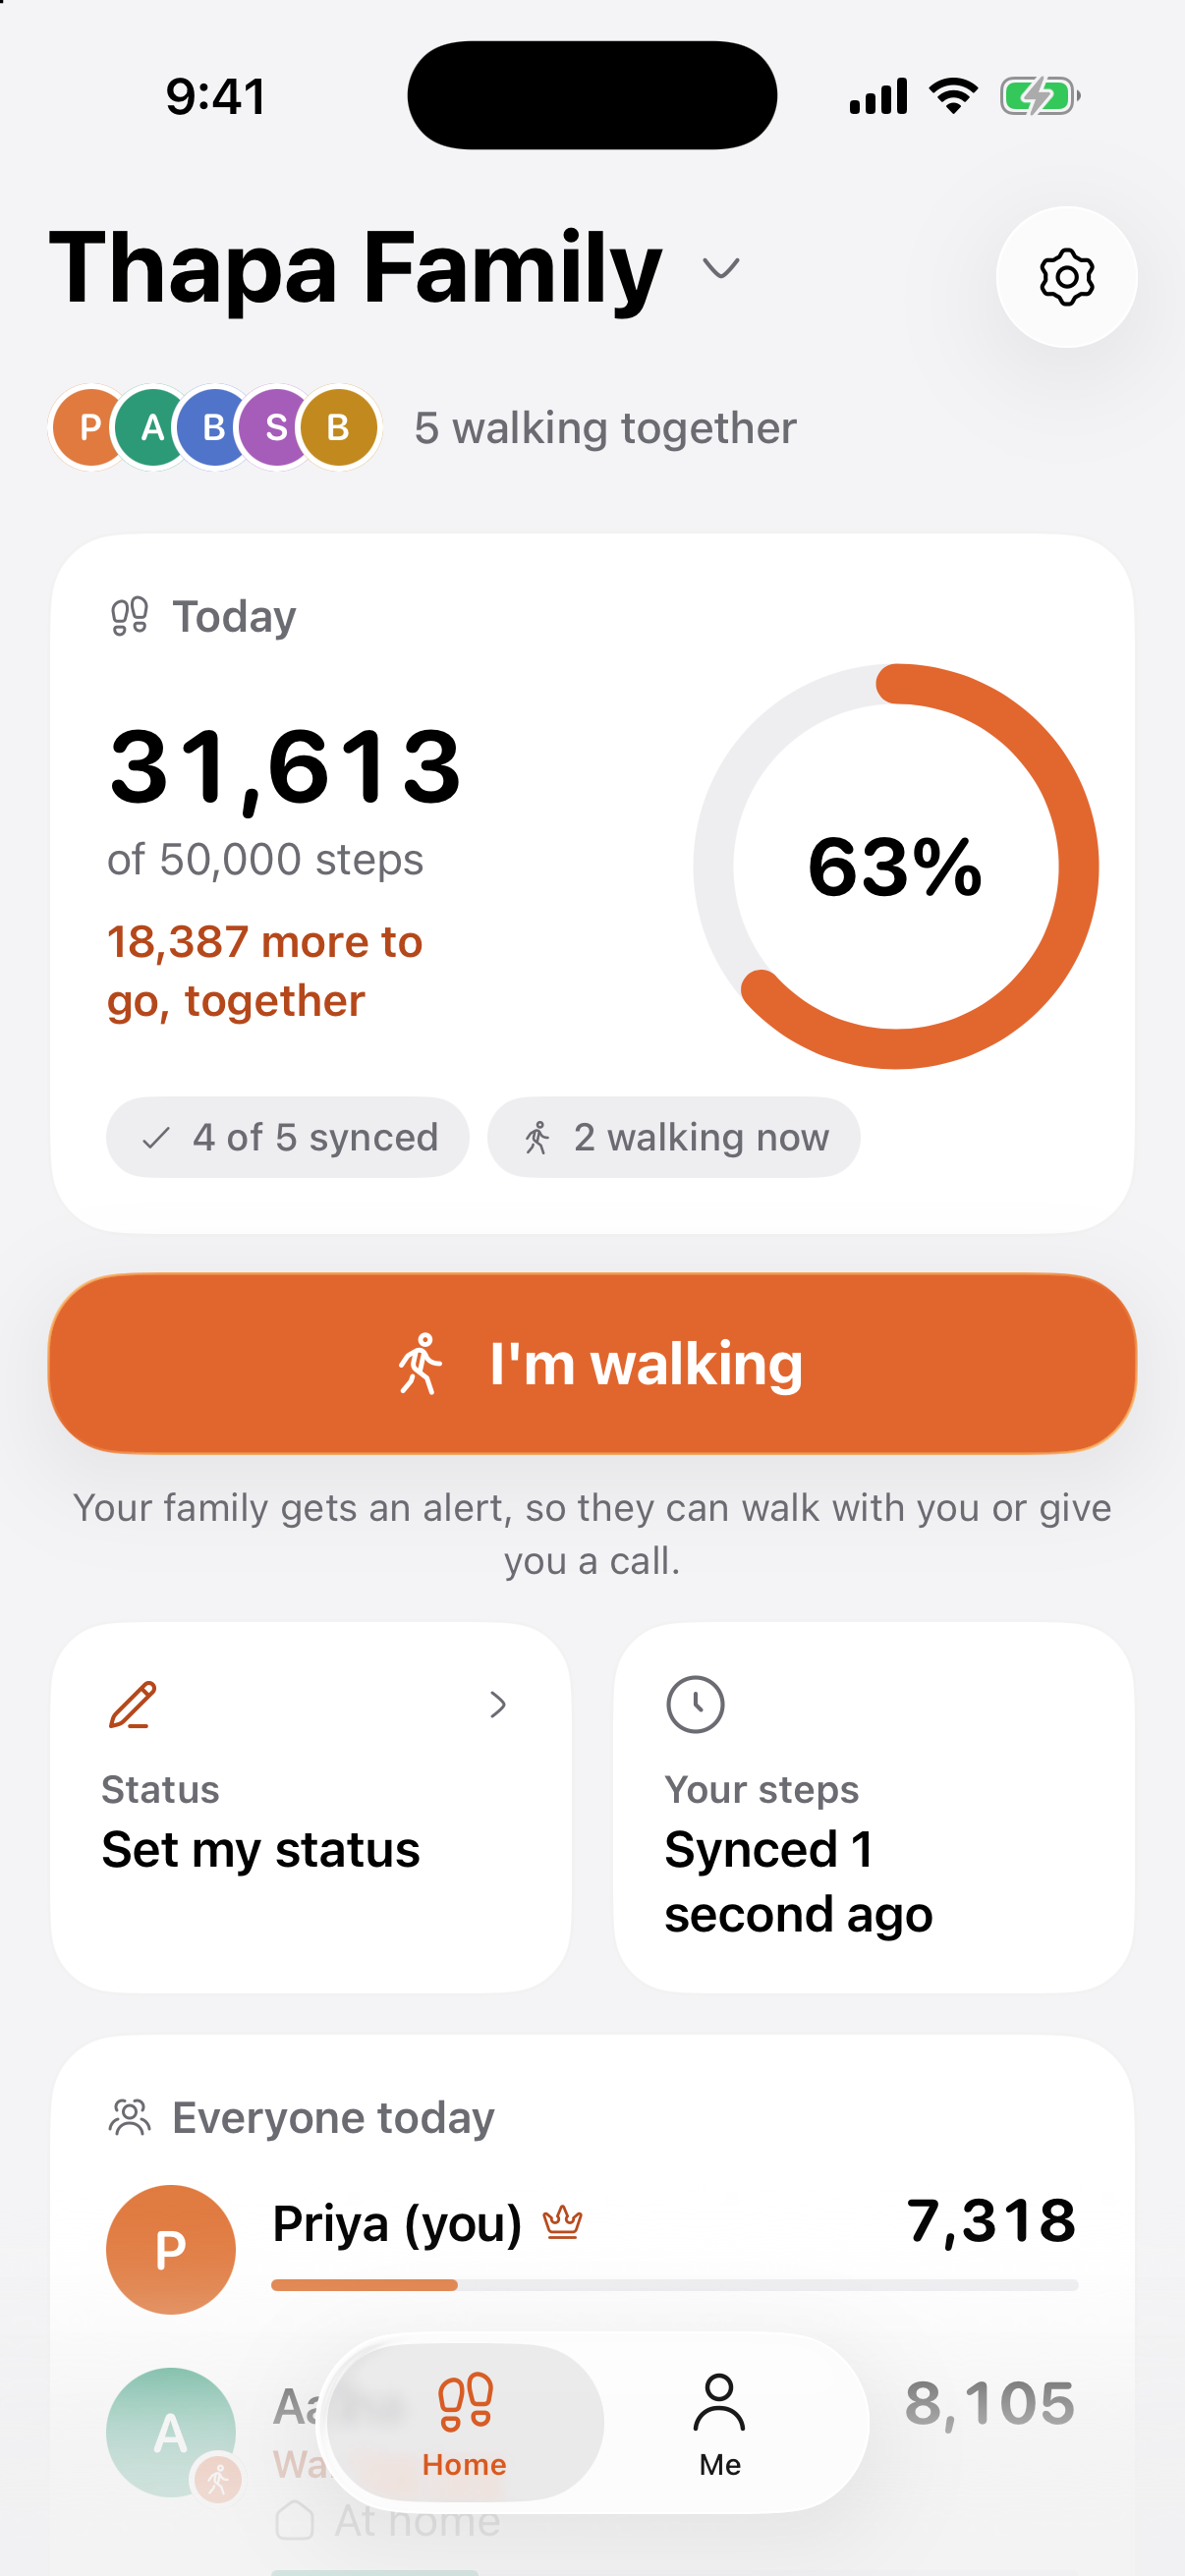 9:41
Thapa Family
P A B S B 5 walking together
Today
31,613
of 50,000 steps
18,387 more to
go, together
63%
4 of 5 synced
2 walking now
I'm walking
Your family gets an alert, so they can walk with you or give
you a call.
Status
Set my status
Your steps
Synced 1
second ago
Everyone today
P
Priya (you)
7,318
A
8,105
At home
Home
Me